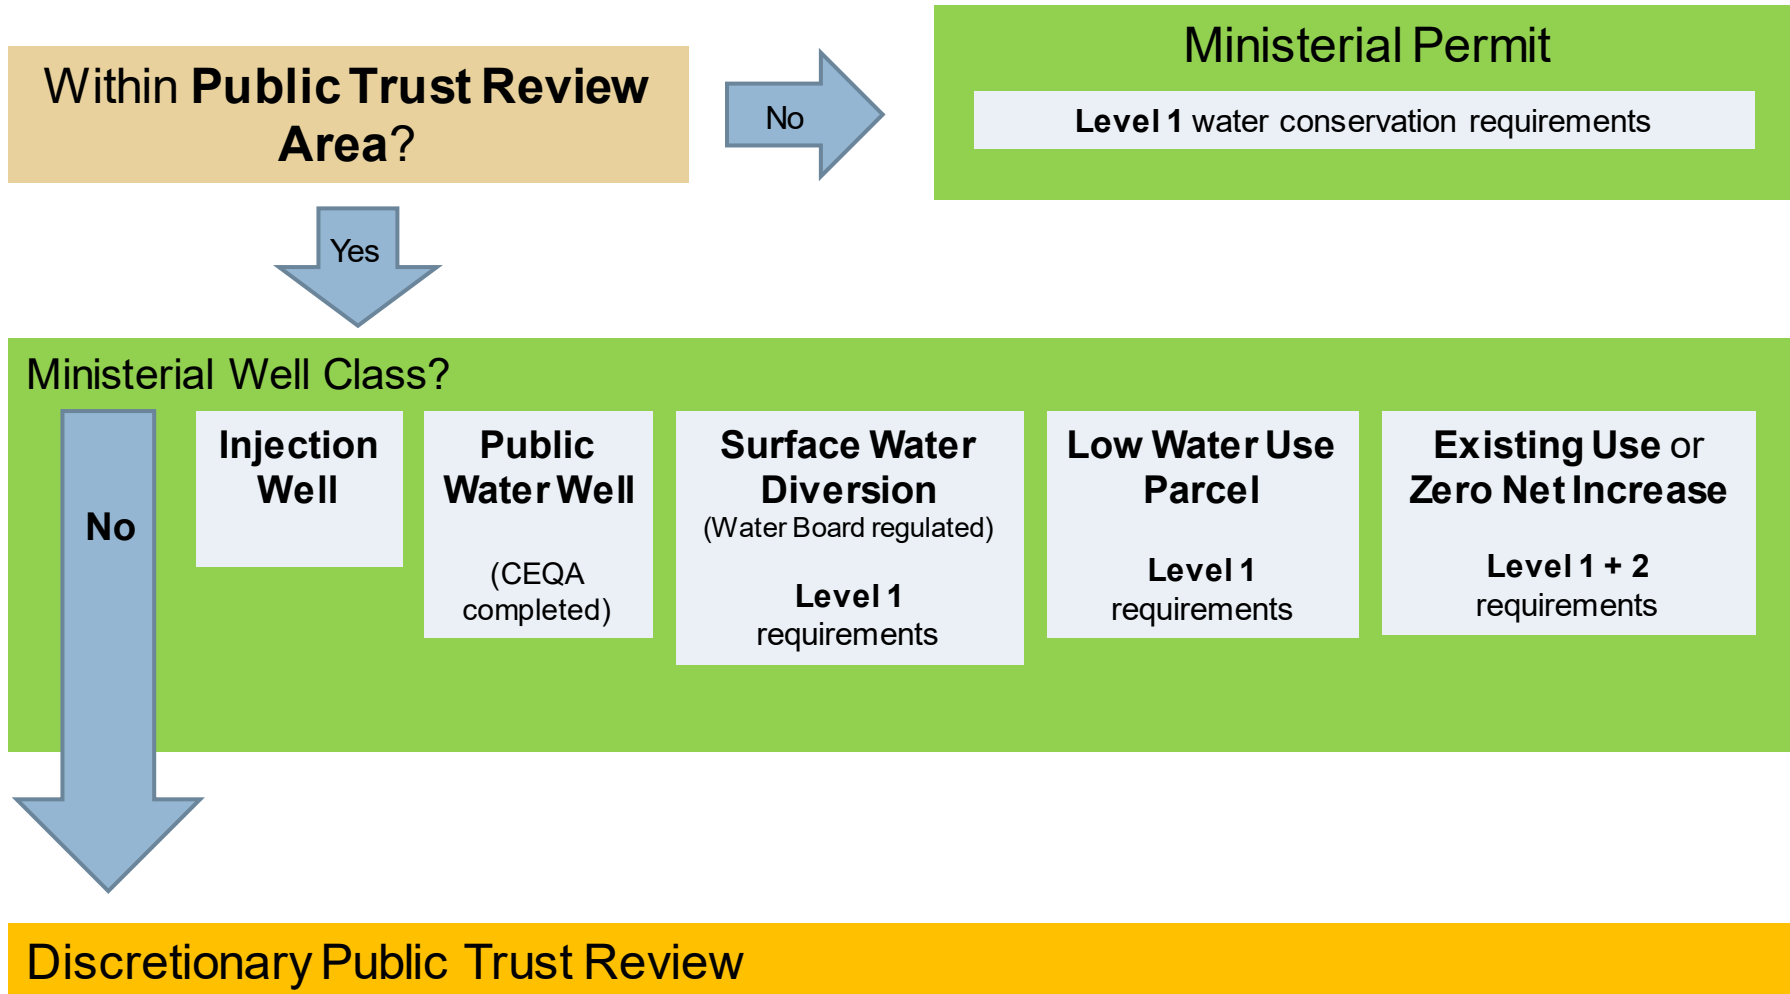 Within Public Trust Review
Area?
No
Ministerial Permit
Level 1 water conservation requirements
Yes
Ministerial Well Class?
No
Injection
Well
Public
Water Well
(CEQA
completed)
Surface Water
Diversion
(Water Board regulated)
Level 1
requirements
Low Water Use
Parcel
Level 1
requirements
Existing Use or
Zero Net Increase
Level 1 + 2
requirements
Discretionary Public Trust Review